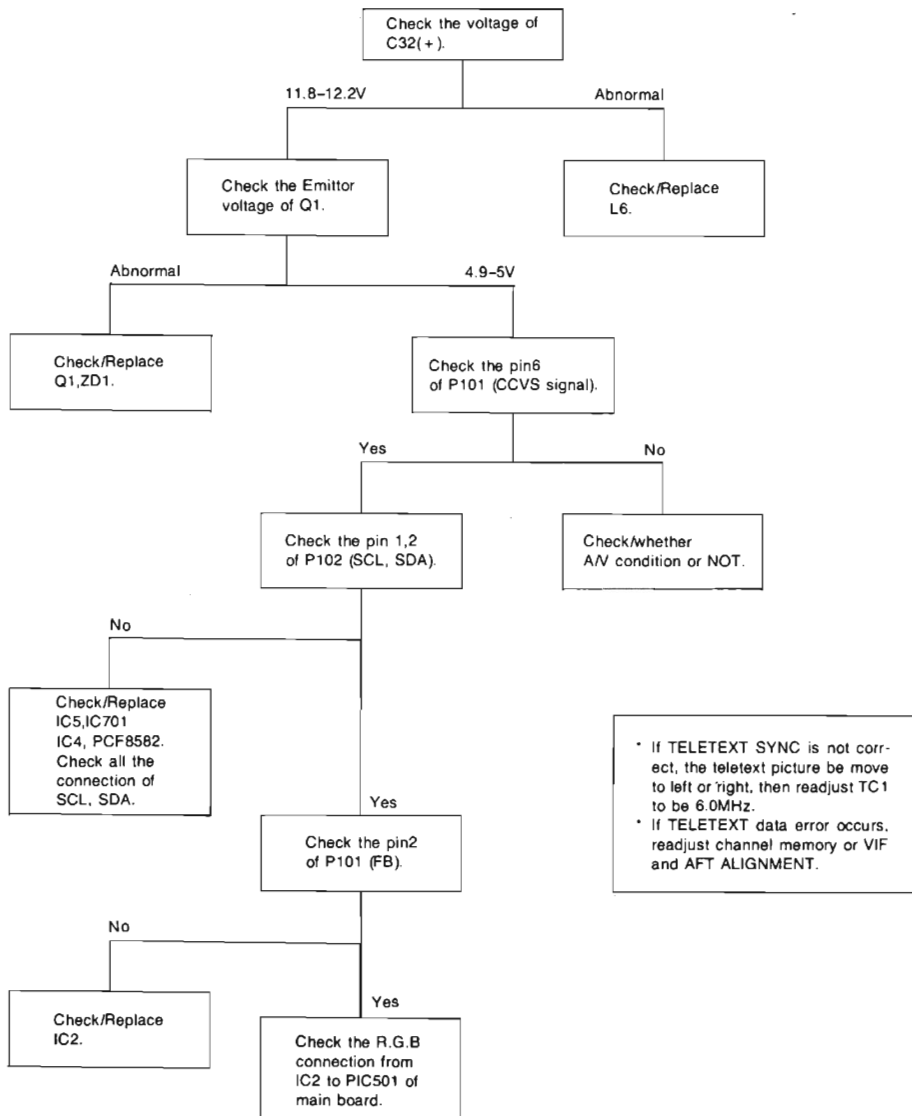 Check the voltage of
C32(+).
11.8–12.2V
Abnormal
Check the Emittor
voltage of Q1.
Check/Replace
L6.
Abnormal
4.9–5V
Check/Replace
Q1,ZD1.
Check the pin6
of P101 (CCVS signal).
Yes
No
Check the pin 1,2
of P102 (SCL, SDA).
Check/whether
A/V condition or NOT.
No
Check/Replace
IC5,IC701
IC4, PCF8582.
Check all the
connection of
SCL, SDA.
* If TELETEXT SYNC is not cor-
rect, the teletext picture be move
to left or right, then readjust TC1
to be 6.0MHz.
* If TELETEXT data error occurs,
readjust channel memory or VIF
and AFT ALIGNMENT.
Yes
Check the pin2
of P101 (FB).
No
Yes
Check/Replace
IC2.
Check the R.G.B
connection from
IC2 to PIC501 of
main board.